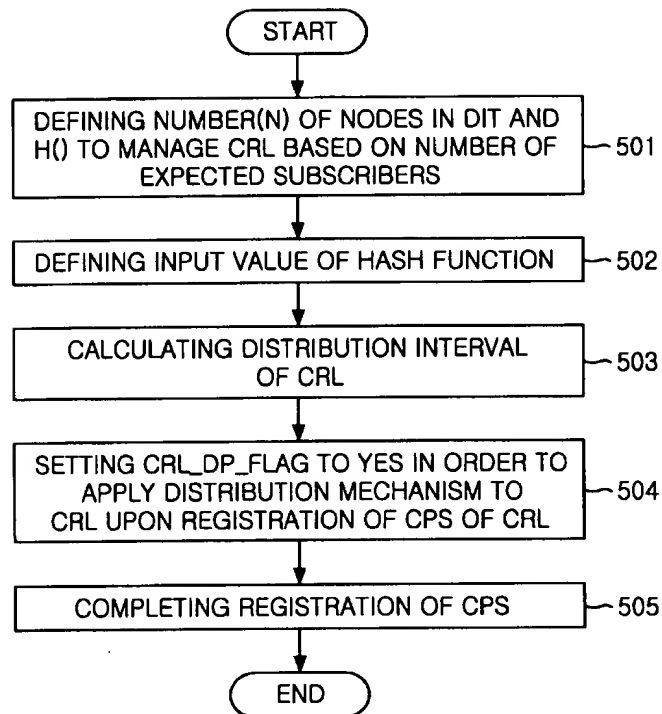 START
DEFINING NUMBER(N) OF NODES IN DIT AND
H() TO MANAGE CRL BASED ON NUMBER OF
EXPECTED SUBSCRIBERS
501
DEFINING INPUT VALUE OF HASH FUNCTION
502
CALCULATING DISTRIBUTION INTERVAL
OF CRL
503
SETTING CRL_DP_FLAG TO YES IN ORDER TO
APPLY DISTRIBUTION MECHANISM TO
CRL UPON REGISTRATION OF CPS OF CRL
504
COMPLETING REGISTRATION OF CPS
505
END